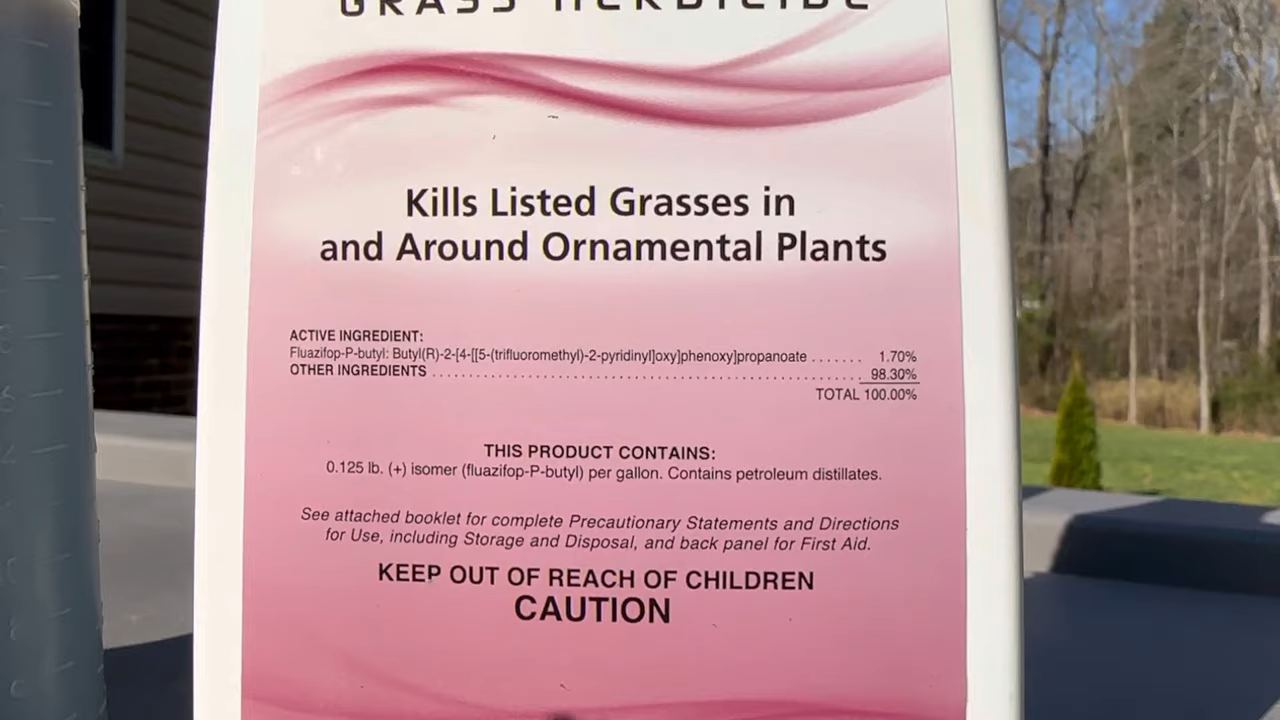 GRASS HERBICIDE
Kills Listed Grasses in
and Around Ornamental Plants
ACTIVE INGREDIENT:
Fluazifop-P-butyl: Butyl(R)-2-[4-[[5-(trifluoromethyl)-2-pyridinyl]oxy]phenoxy]propanoate ....... 1.70%
OTHER INGREDIENTS ............................................................ 98.30%
TOTAL 100.00%
THIS PRODUCT CONTAINS:
0.125 lb. (+) isomer (fluazifop-P-butyl) per gallon. Contains petroleum distillates.
See attached booklet for complete Precautionary Statements and Directions
for Use, including Storage and Disposal, and back panel for First Aid.
KEEP OUT OF REACH OF CHILDREN
CAUTION